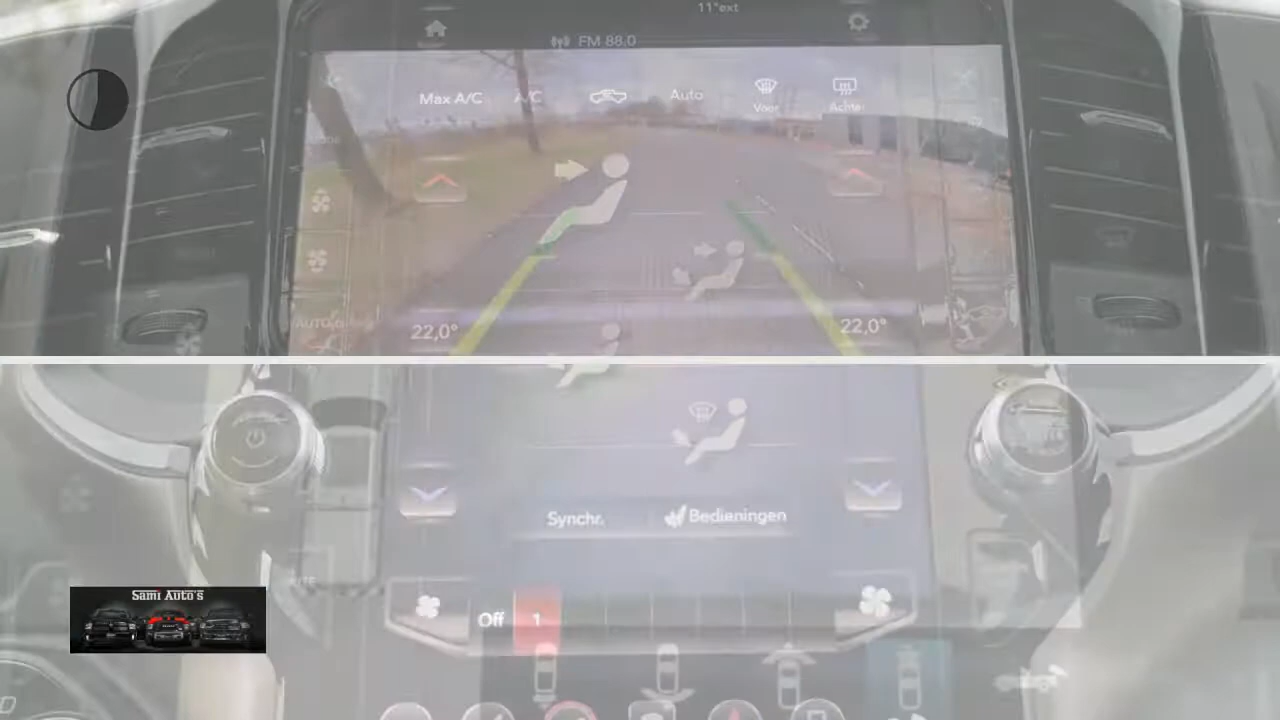 11°ext
FM 88.0
Max A/C A/C Auto
Voor Achter
22,0° 22,0°
Synchr. Bedieningen
Off 1
Sami Auto's